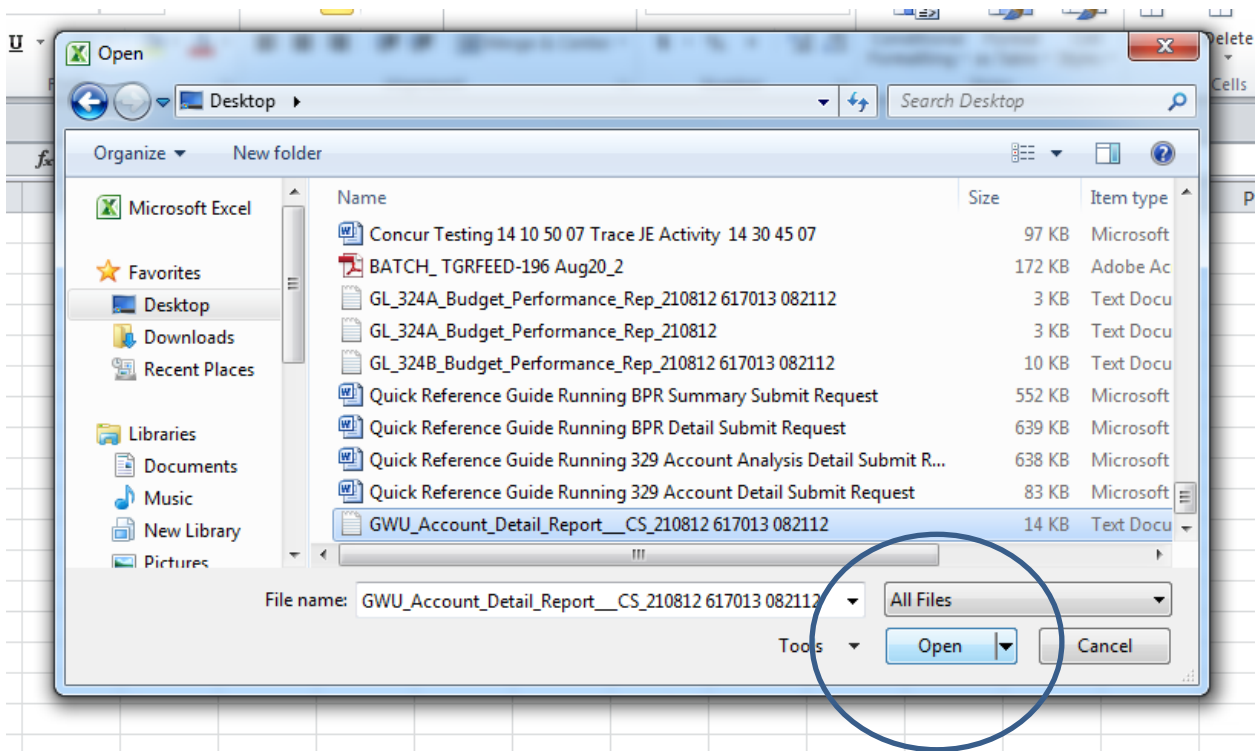 U
Delete
Cells
fx
P
Open
Desktop
Search Desktop
Organize
New folder
Microsoft Excel
Favorites
Desktop
Downloads
Recent Places
Libraries
Documents
Music
New Library
Pictures
Name Size Item type
Concur Testing 14 10 50 07 Trace JE Activity 14 30 45 07 97 KB Microsoft
BATCH_ TGRFEED-196 Aug20_2 172 KB Adobe Ac
GL_324A_Budget_Performance_Rep_210812 617013 082112 3 KB Text Docu
GL_324A_Budget_Performance_Rep_210812 3 KB Text Docu
GL_324B_Budget_Performance_Rep_210812 617013 082112 10 KB Text Docu
Quick Reference Guide Running BPR Summary Submit Request 552 KB Microsoft
Quick Reference Guide Running BPR Detail Submit Request 639 KB Microsoft
Quick Reference Guide Running 329 Account Analysis Detail Submit R... 638 KB Microsoft
Quick Reference Guide Running 329 Account Detail Submit Request 83 KB Microsoft
GWU_Account_Detail_Report__CS_210812 617013 082112 14 KB Text Docu
File name: GWU_Account_Detail_Report__CS_210812 617013 082112 All Files
Tools Open Cancel